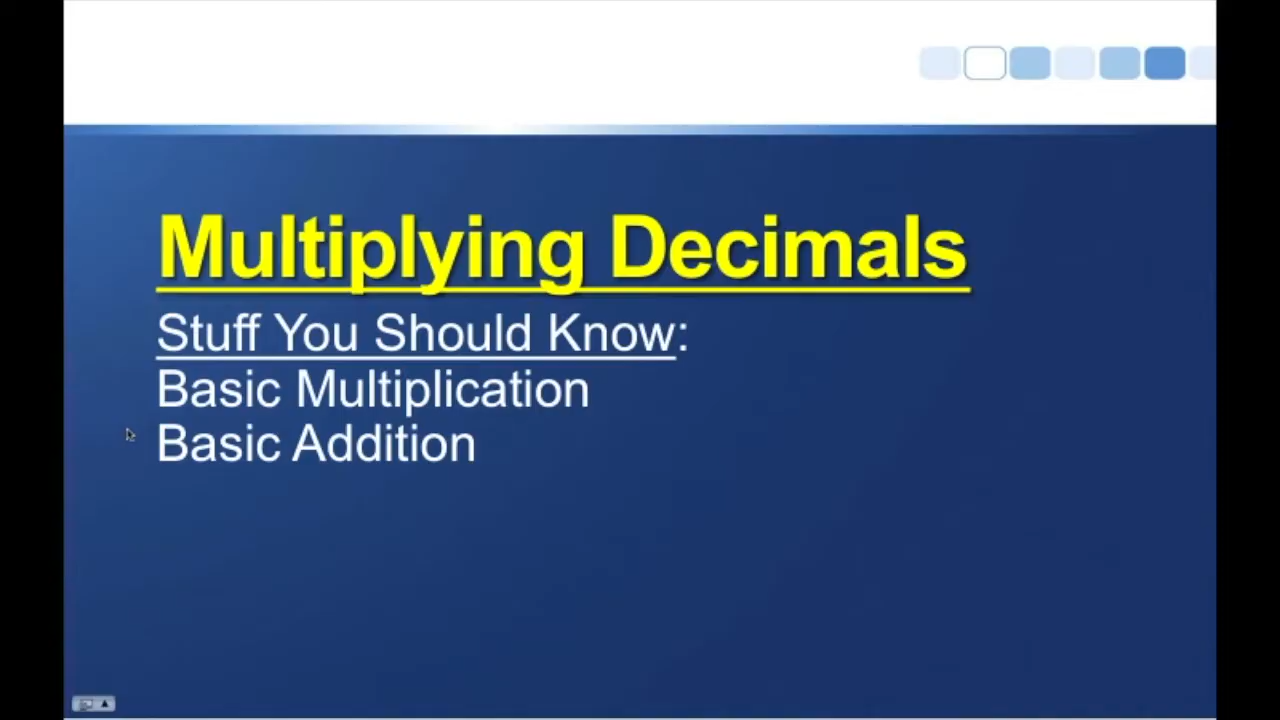 Multiplying Decimals
Stuff You Should Know:
Basic Multiplication
Basic Addition